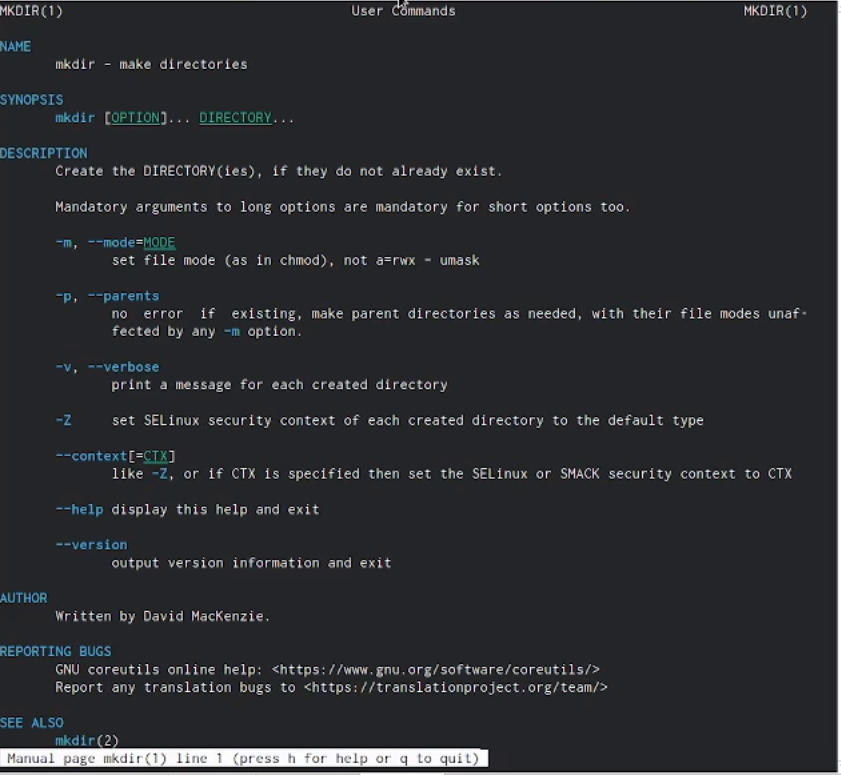 MKDIR(1) User Commands MKDIR(1)
NAME
mkdir - make directories
SYNOPSIS
mkdir [OPTION]... DIRECTORY...
DESCRIPTION
Create the DIRECTORY(ies), if they do not already exist.
Mandatory arguments to long options are mandatory for short options too.
-m, --mode=MODE
set file mode (as in chmod), not a=rwx - umask
-p, --parents
no error if existing, make parent directories as needed, with their file modes unaf-
fected by any -m option.
-v, --verbose
print a message for each created directory
-Z set SELinux security context of each created directory to the default type
--context[=CTX]
like -Z, or if CTX is specified then set the SELinux or SMACK security context to CTX
--help display this help and exit
--version
output version information and exit
AUTHOR
Written by David MacKenzie.
REPORTING BUGS
GNU coreutils online help: <https://www.gnu.org/software/coreutils/>
Report any translation bugs to <https://translationproject.org/team/>
SEE ALSO
mkdir(2)
Manual page mkdir(1) line 1 (press h for help or q to quit)